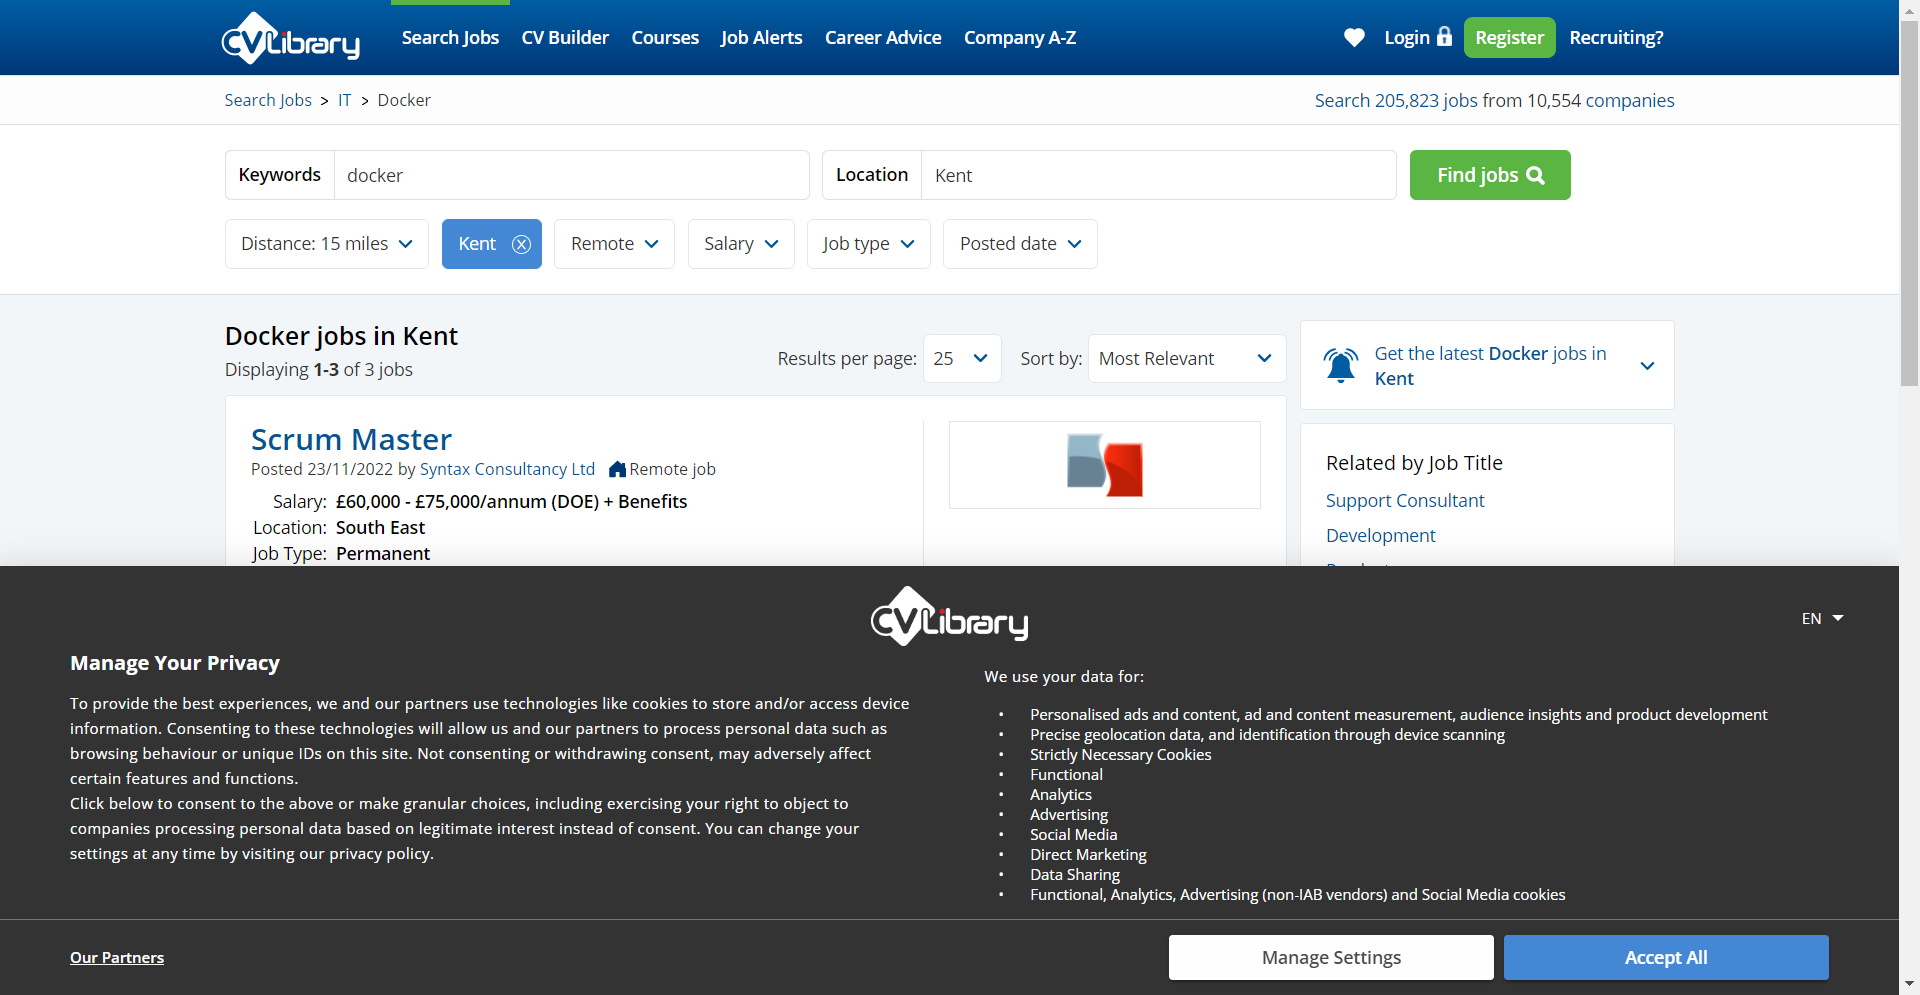 CVLibrary
Search Jobs CV Builder Courses Job Alerts Career Advice Company A-Z Login Register Recruiting?
Search Jobs > IT > Docker
Search 205,823 jobs from 10,554 companies
Keywords docker Location Kent Find jobs
Distance: 15 miles Kent Remote Salary Job type Posted date
Docker jobs in Kent
Displaying 1-3 of 3 jobs
Results per page: 25 Sort by: Most Relevant
Get the latest Docker jobs in
Kent
Scrum Master
Posted 23/11/2022 by Syntax Consultancy Ltd Remote job
Salary: £60,000 - £75,000/annum (DOE) + Benefits
Location: South East
Job Type: Permanent
Related by Job Title
Support Consultant
Development
CVLibrary
EN
Manage Your Privacy
To provide the best experiences, we and our partners use technologies like cookies to store and/or access device
information. Consenting to these technologies will allow us and our partners to process personal data such as
browsing behaviour or unique IDs on this site. Not consenting or withdrawing consent, may adversely affect
certain features and functions.
Click below to consent to the above or make granular choices, including exercising your right to object to
companies processing personal data based on legitimate interest instead of consent. You can change your
settings at any time by visiting our privacy policy.
We use your data for:
• Personalised ads and content, ad and content measurement, audience insights and product development
• Precise geolocation data, and identification through device scanning
• Strictly Necessary Cookies
• Functional
• Analytics
• Advertising
• Social Media
• Direct Marketing
• Data Sharing
• Functional, Analytics, Advertising (non-IAB vendors) and Social Media cookies
Our Partners
Manage Settings
Accept All